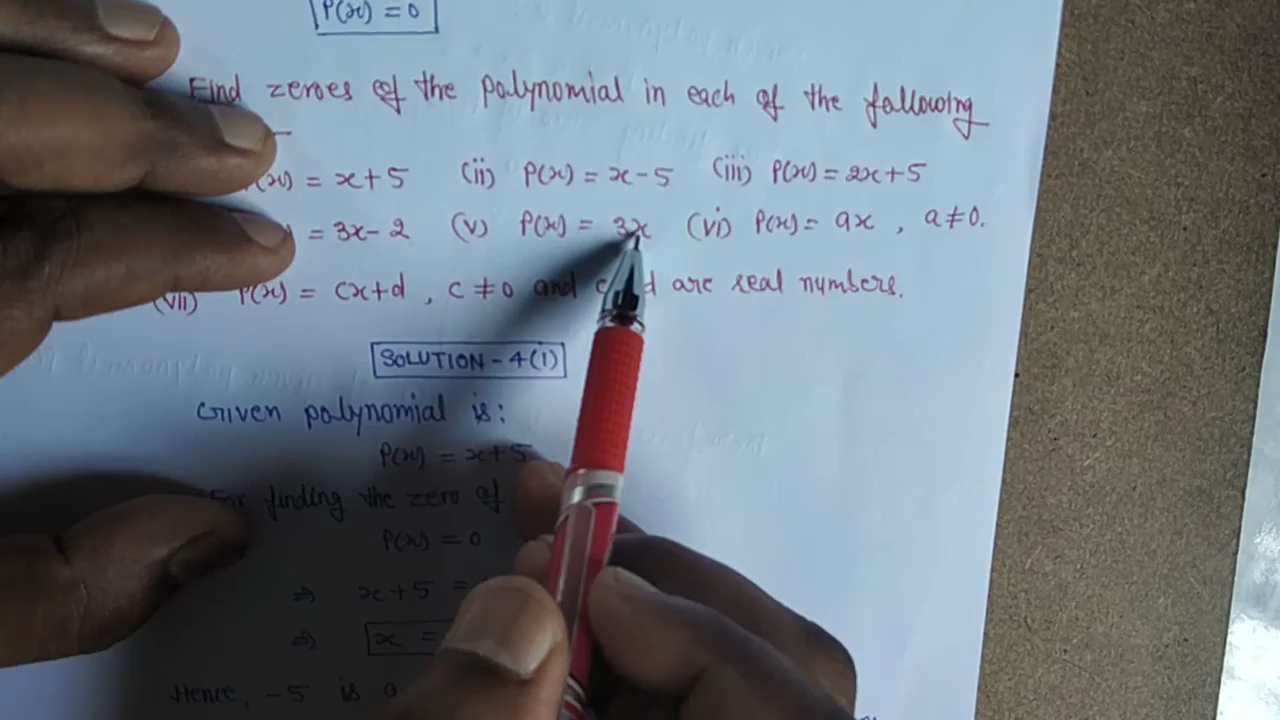 P(x) = 0
Find zeroes of the polynomial in each of the following
(x) = x+5 (ii) P(x) = x-5 (iii) P(x) = 2x+5
= 3x-2 (v) P(x) = 3x (vi) P(x) = ax , a≠0.
(vii) P(x) = cx+d , c≠0 and c d are real numbers.
SOLUTION-4(i)
Given polynomial is:
P(x) = x+5
For finding the zero of
P(x) = 0
⇒ x+5 =
⇒ x =
Hence, -5 is a